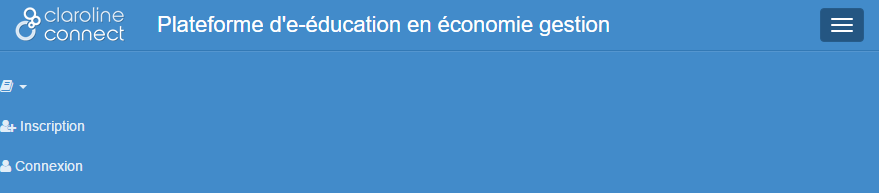 claroline
connect
Plateforme d'e-éducation en économie gestion
Inscription
Connexion